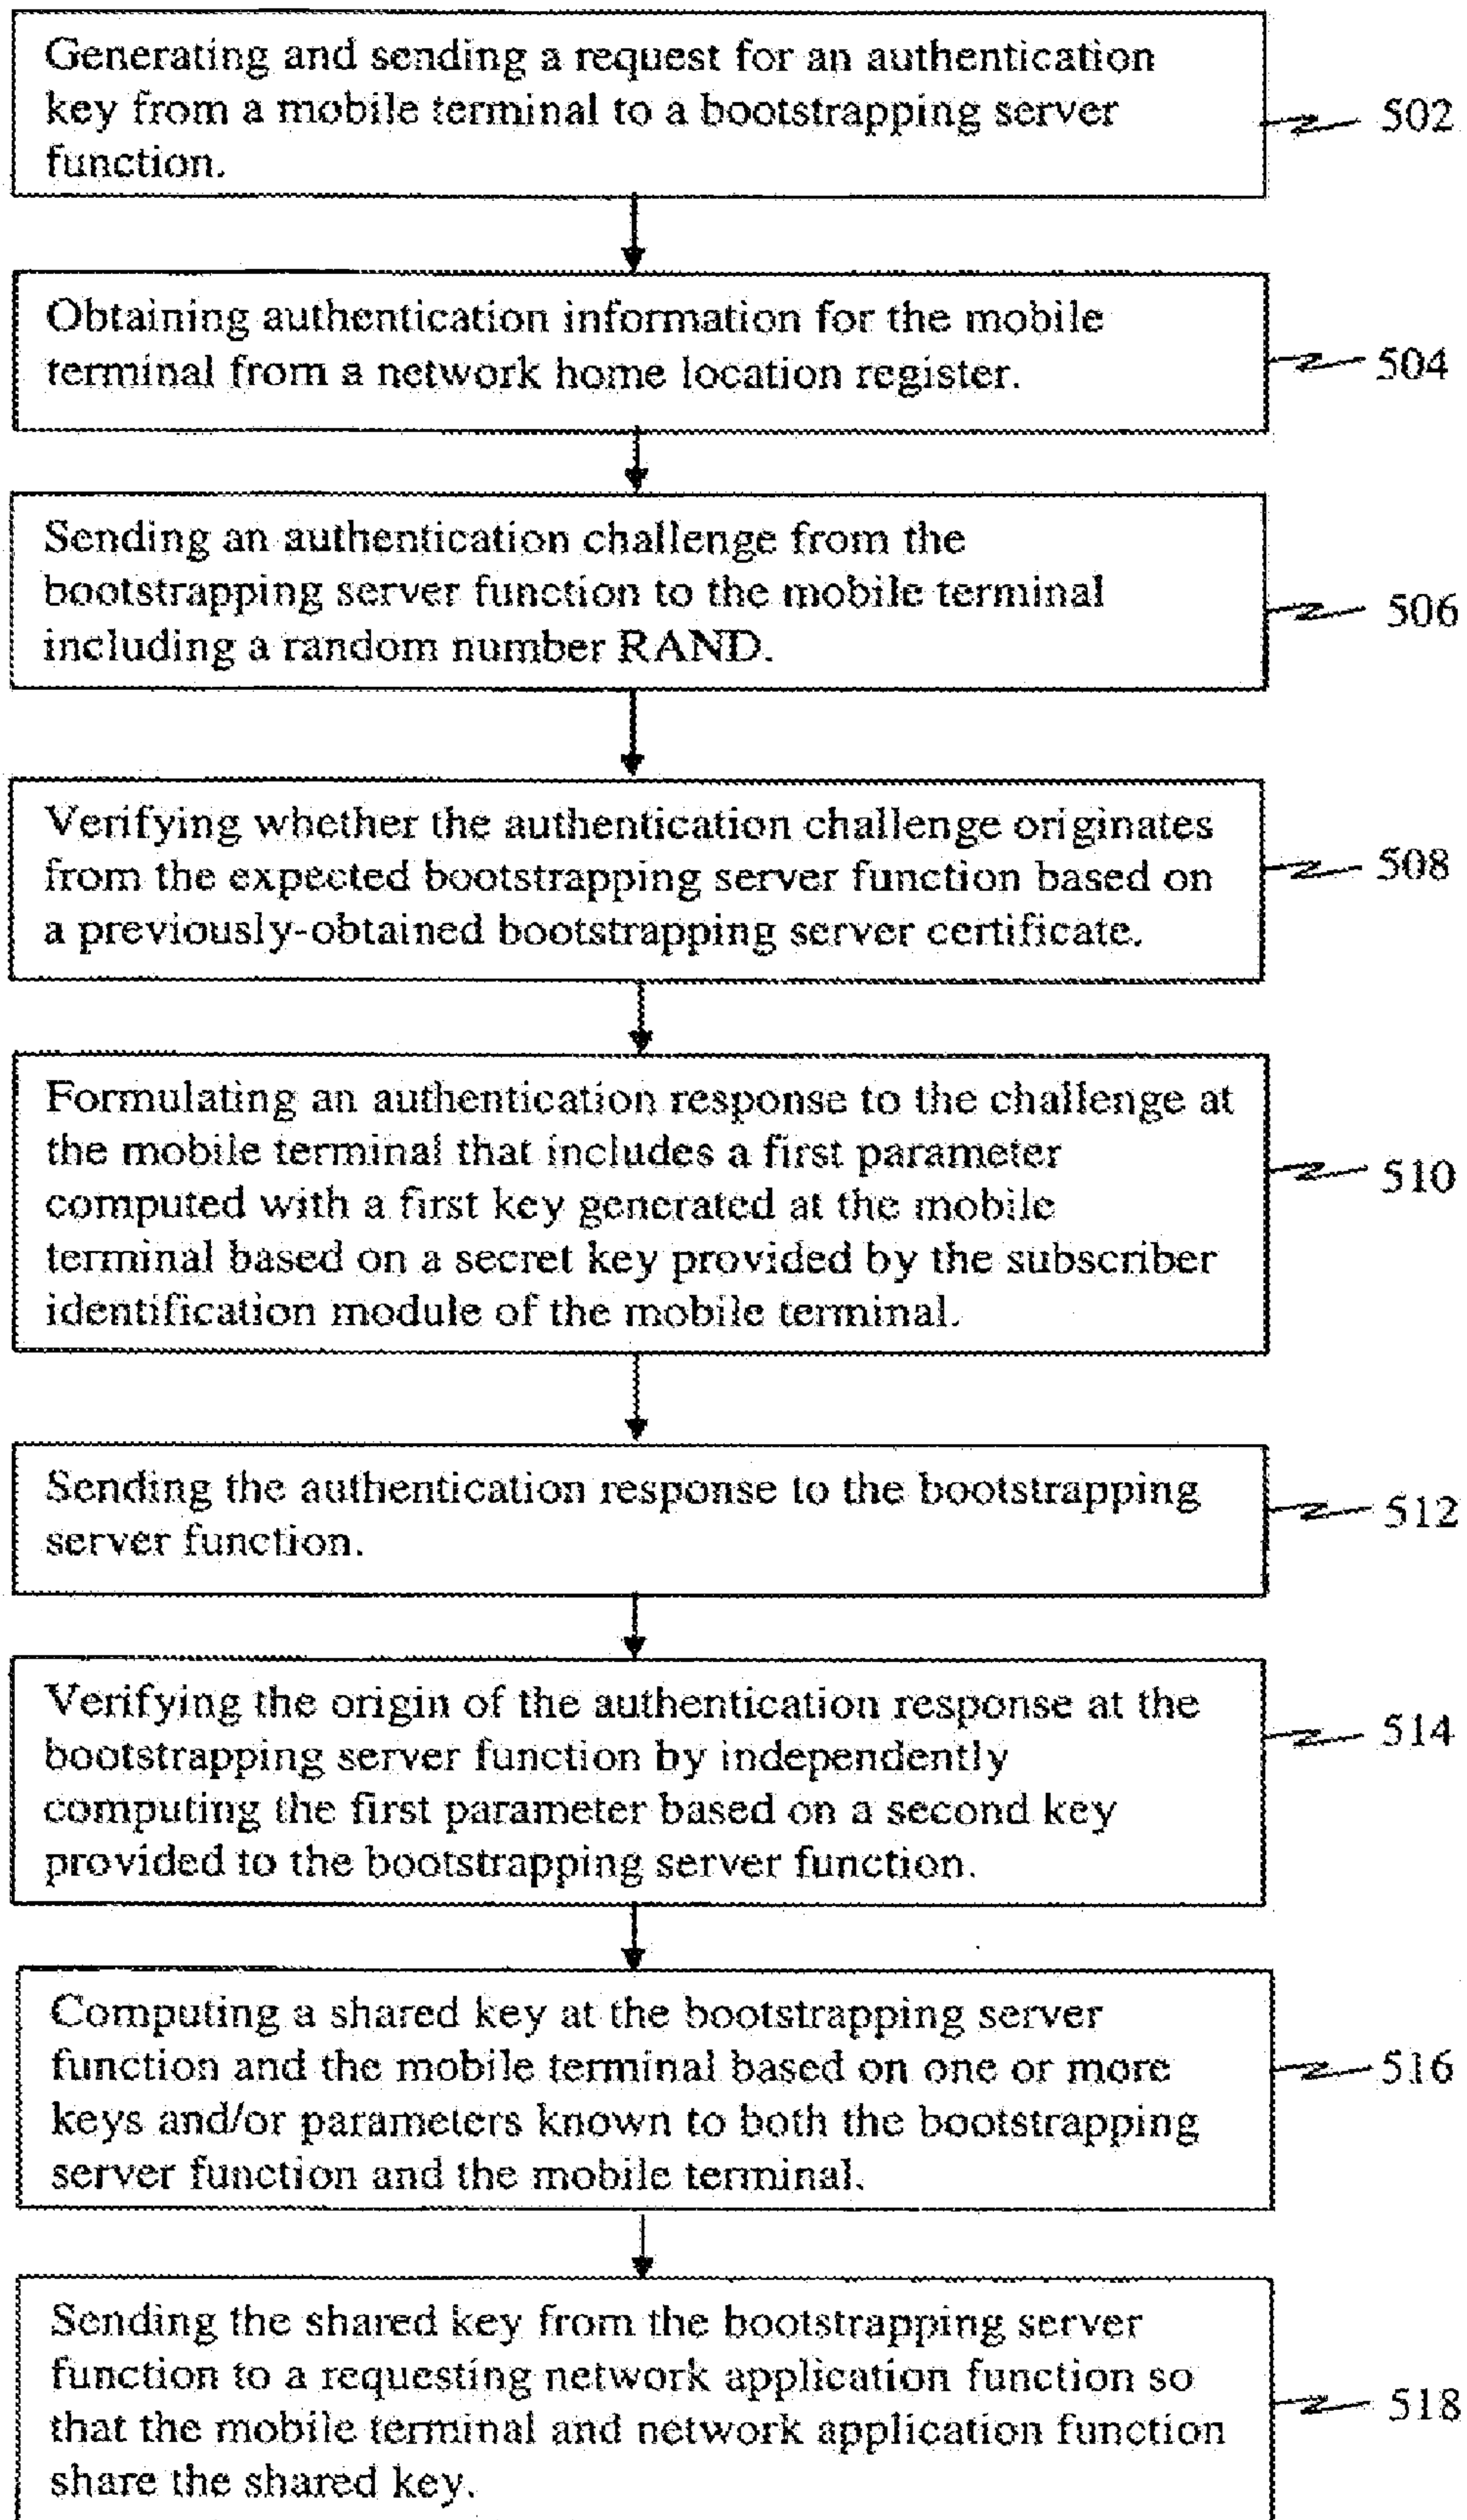 Generating and sending a request for an authentication
key from a mobile terminal to a bootstrapping server
function.
502
Obtaining authentication information for the mobile
terminal from a network home location register.
504
Sending an authentication challenge from the
bootstrapping server function to the mobile terminal
including a random number RAND.
506
Verifying whether the authentication challenge originates
from the expected bootstrapping server function based on
a previously-obtained bootstrapping server certificate.
508
Formulating an authentication response to the challenge at
the mobile terminal that includes a first parameter
computed with a first key generated at the mobile
terminal based on a secret key provided by the subscriber
identification module of the mobile terminal.
510
Sending the authentication response to the bootstrapping
server function.
512
Verifying the origin of the authentication response at the
bootstrapping server function by independently
computing the first parameter based on a second key
provided to the bootstrapping server function.
514
Computing a shared key at the bootstrapping server
function and the mobile terminal based on one or more
keys and/or parameters known to both the bootstrapping
server function and the mobile terminal.
516
Sending the shared key from the bootstrapping server
function to a requesting network application function so
that the mobile terminal and network application function
share the shared key.
518